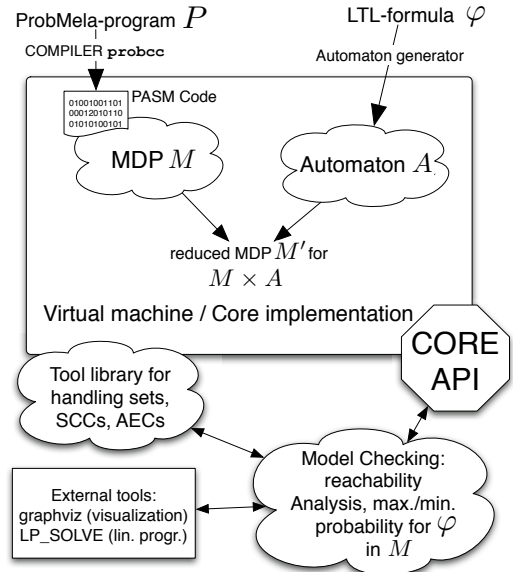 ProbMela-program P
LTL-formula φ
COMPILER probcc
Automaton generator
PASM Code
01001001101
00012010110
01010100101
MDP M
Automaton A
reduced MDP M′ for
M × A
Virtual machine / Core implementation
CORE
API
Tool library for
handling sets,
SCCs, AECs
Model Checking:
reachability
Analysis, max./min.
probability for φ
in M
External tools:
graphviz (visualization)
LP_SOLVE (lin. progr.)